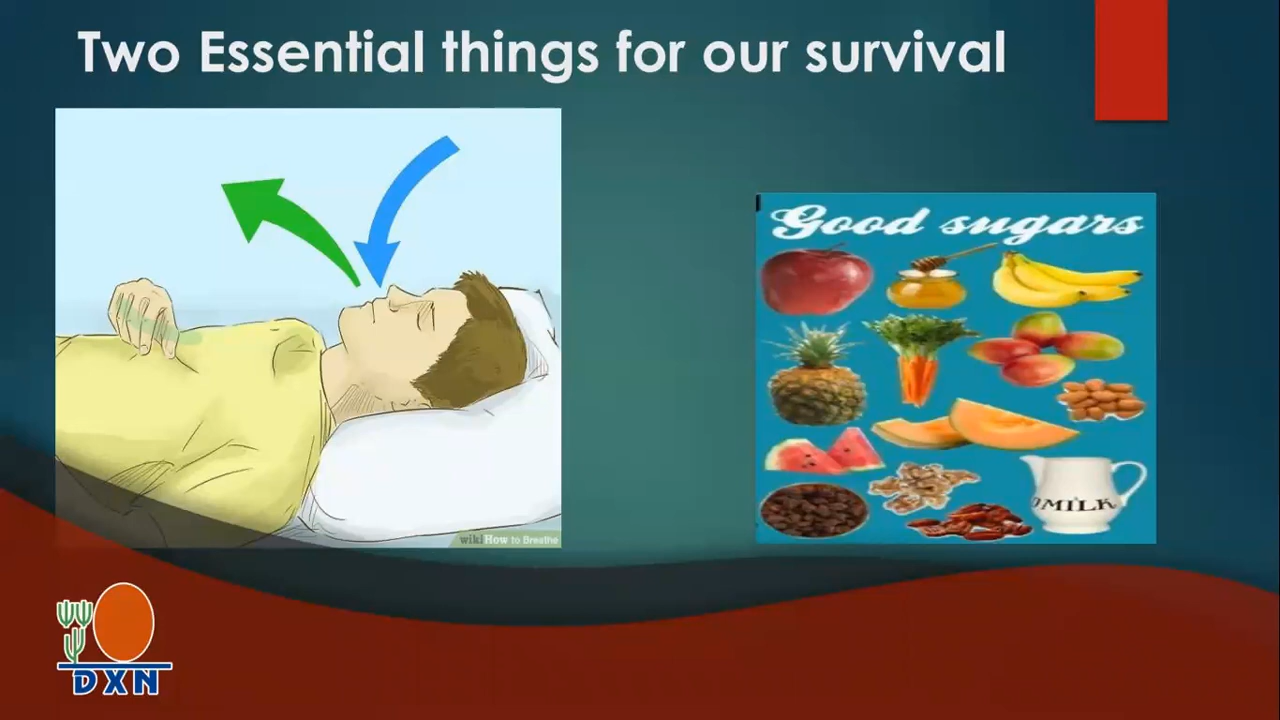 Two Essential things for our survival
Good sugars
MILK
wikiHow to Breathe
DXN